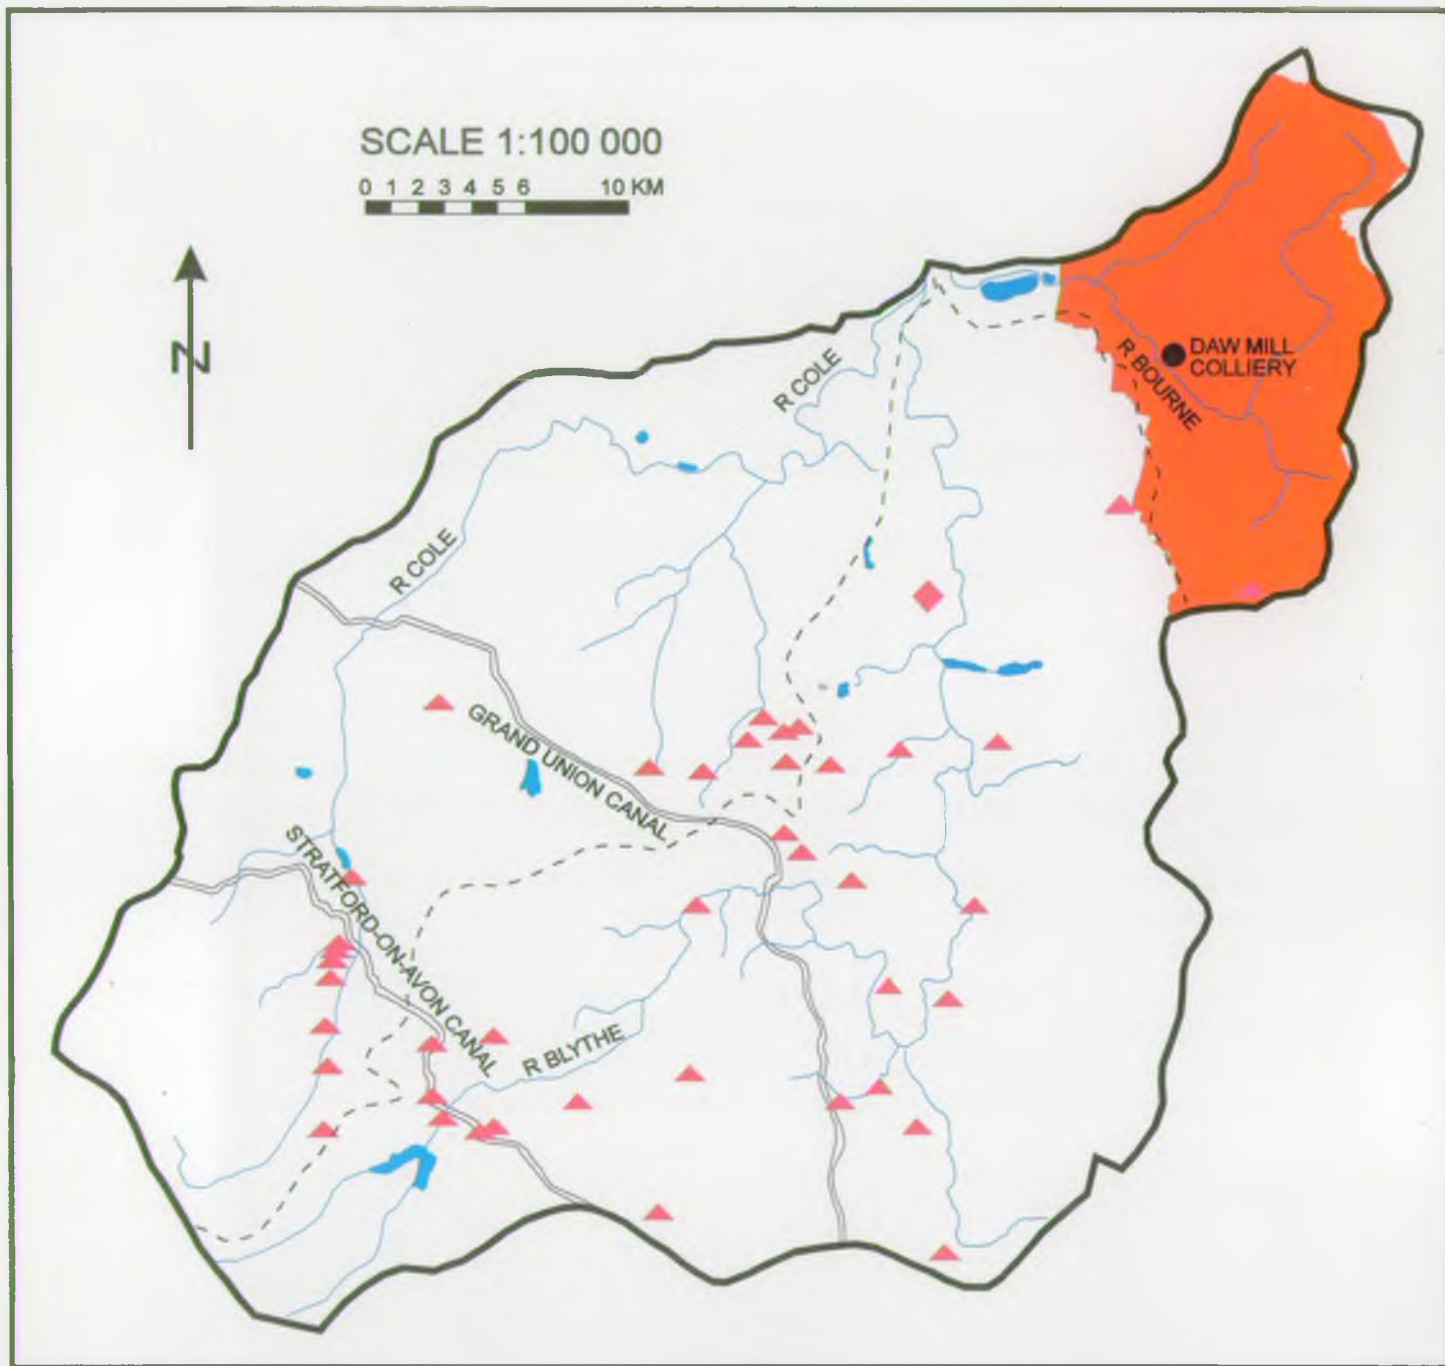 SCALE 1:100 000
0 1 2 3 4 5 6 10 KM
N
R COLE
DAW MILL
COLLIERY
R BOURNE
R COLE
GRAND UNION CANAL
STRATFORD-ON-AVON CANAL
R BLYTHE